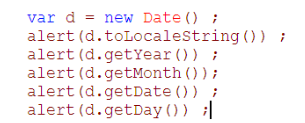 var d = new Date() ;
alert(d.toLocaleString()) ;
alert(d.getYear()) ;
alert(d.getMonth());
alert(d.getDate()) ;
alert(d.getDay()) ;